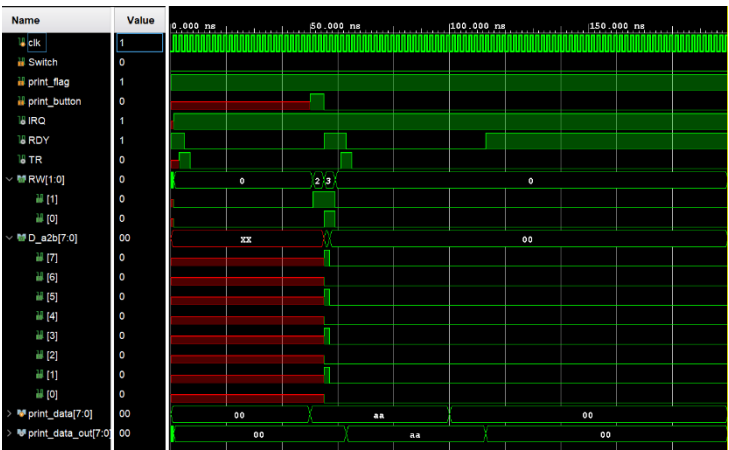 Name Value 0.000 ns 50.000 ns 100.000 ns 150.000 ns
clk 1
Switch 0
print_flag 1
print_button 0
IRQ 1
RDY 1
TR 0
RW[1:0] 0 0 2 3 0
[1] 0
[0] 0
D_a2b[7:0] 00 XX 00
[7] 0
[6] 0
[5] 0
[4] 0
[3] 0
[2] 0
[1] 0
[0] 0
print_data[7:0] 00 00 aa 00
print_data_out[7:0] 00 00 aa 00